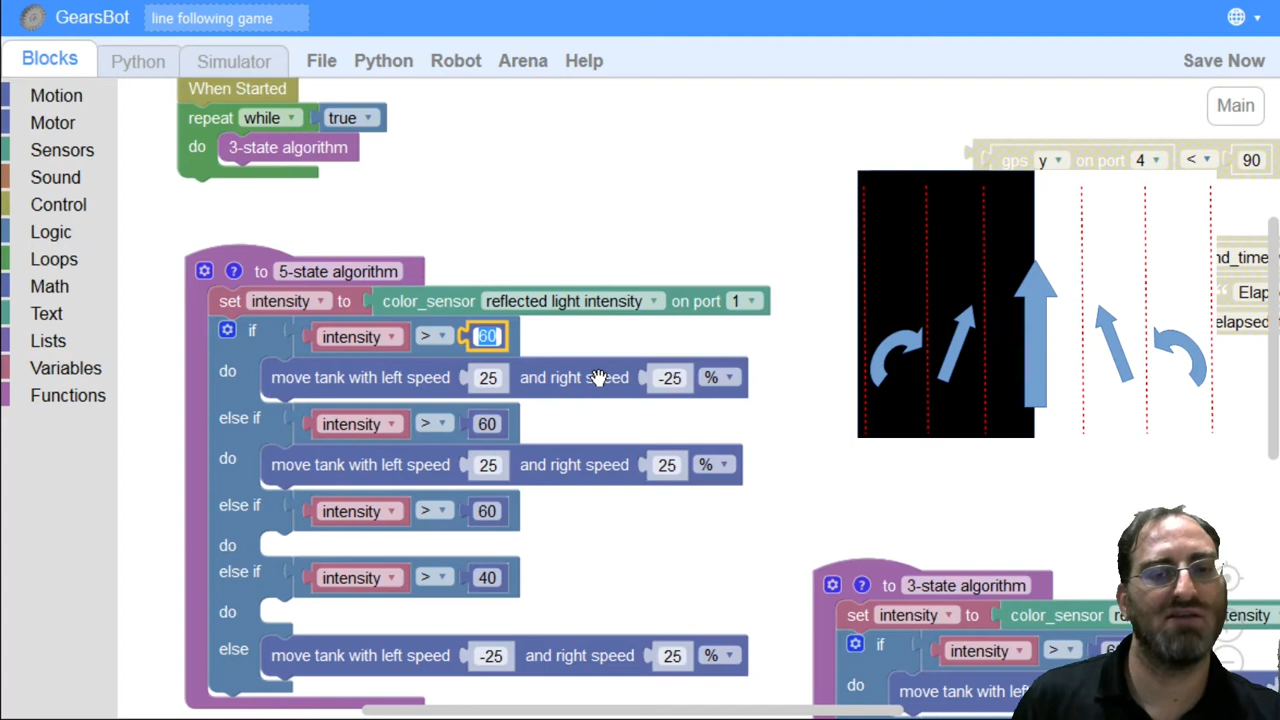 GearsBot
line following game
Blocks
Python
Simulator
File
Python
Robot
Arena
Help
Save Now
Motion
Motor
Sensors
Sound
Control
Logic
Loops
Math
Text
Lists
Variables
Functions
When Started
repeat while true
do 3-state algorithm
Main
gps y on port 4 < 90
to 5-state algorithm
set intensity to color_sensor reflected light intensity on port 1
if intensity > 60
do move tank with left speed 25 and right speed -25 %
else if intensity > 60
do move tank with left speed 25 and right speed 25 %
else if intensity > 60
do
else if intensity > 40
do
else move tank with left speed -25 and right speed 25 %
“ Elap
elapsed
to 3-state algorithm
set intensity to color_sensor
if intensity >
do move tank with